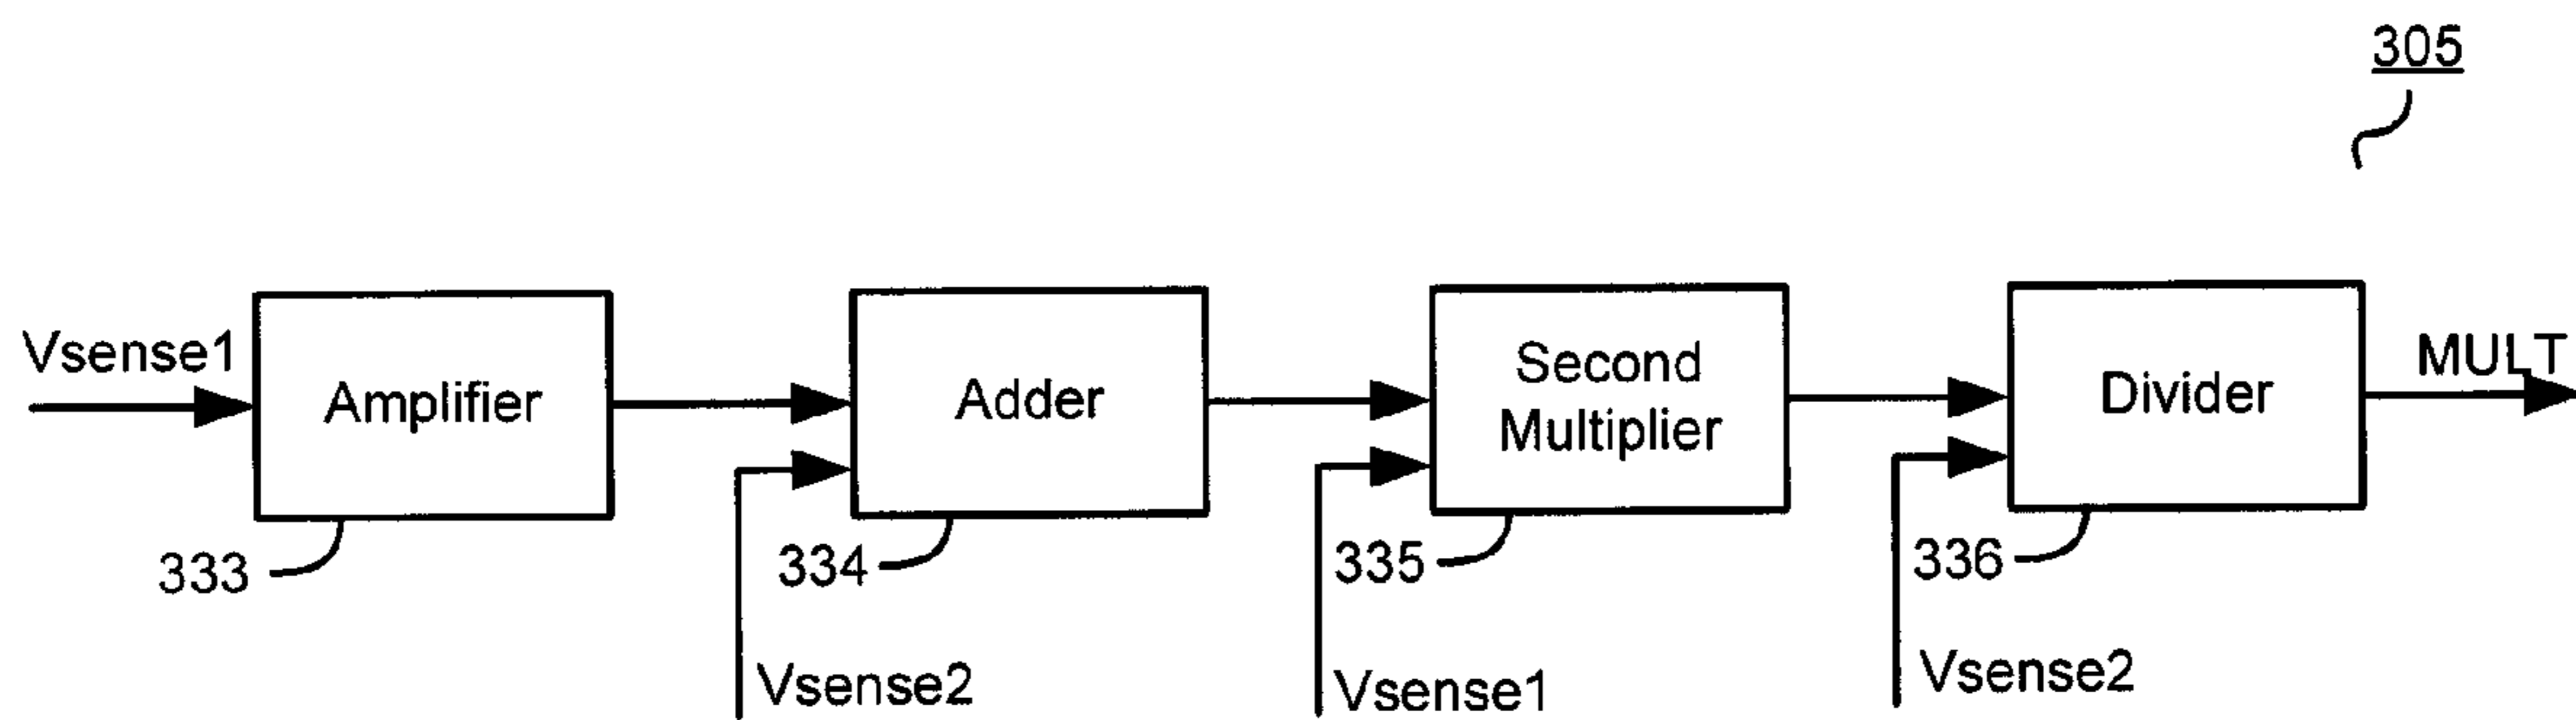 305
Vsense1
Amplifier
Adder
Second
Multiplier
Divider
MULT
333
334
335
336
Vsense2
Vsense1
Vsense2